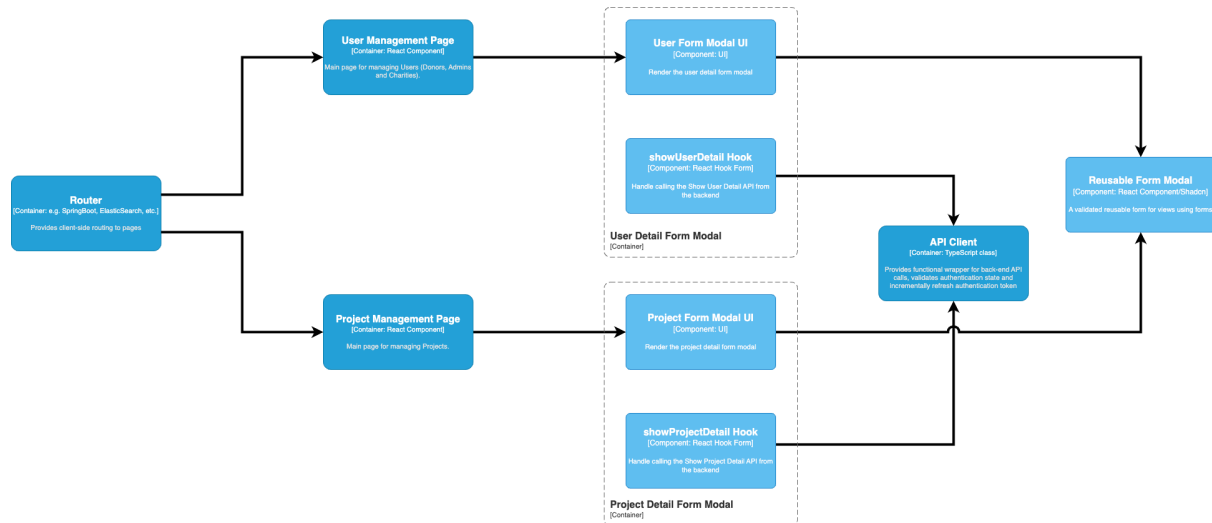 User Management Page
[Container: React Component]
Main page for managing Users (Donors, Admins
and Charities).
User Form Modal UI
[Component: UI]
Render the user detail form modal
showUserDetail Hook
[Component: React Hook Form]
Handle calling the Show User Detail API from
the backend
User Detail Form Modal
[Container]
Router
[Container: e.g. SpringBoot, ElasticSearch, etc.]
Provides client-side routing to pages
Reusable Form Modal
[Component: React Component/Shadcn]
A validated reusable form for views using forms
API Client
[Container: TypeScript class]
Provides functional wrapper for back-end API
calls, validates authentication state and
incrementally refresh authentication token
Project Management Page
[Container: React Component]
Main page for managing Projects.
Project Form Modal UI
[Component: UI]
Render the project detail form modal
showProjectDetail Hook
[Component: React Hook Form]
Handle calling the Show Project Detail API from
the backend
Project Detail Form Modal
[Container]